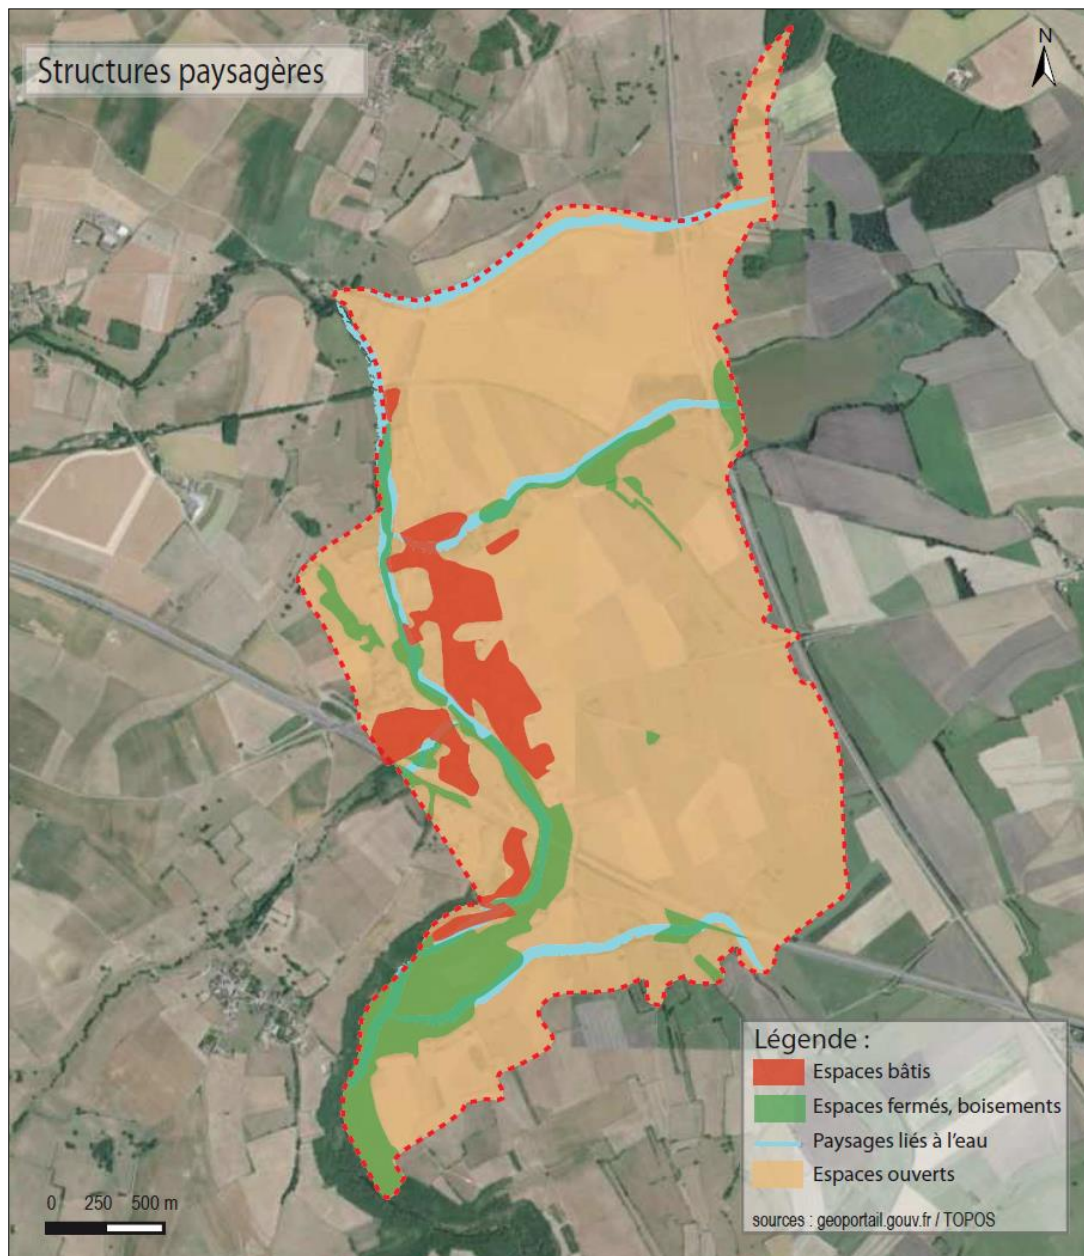 Structures paysagères
N
Légende :
Espaces bâtis
Espaces fermés, boisements
Paysages liés à l'eau
Espaces ouverts
sources : geoportail.gouv.fr / TOPOS
0 250 500 m